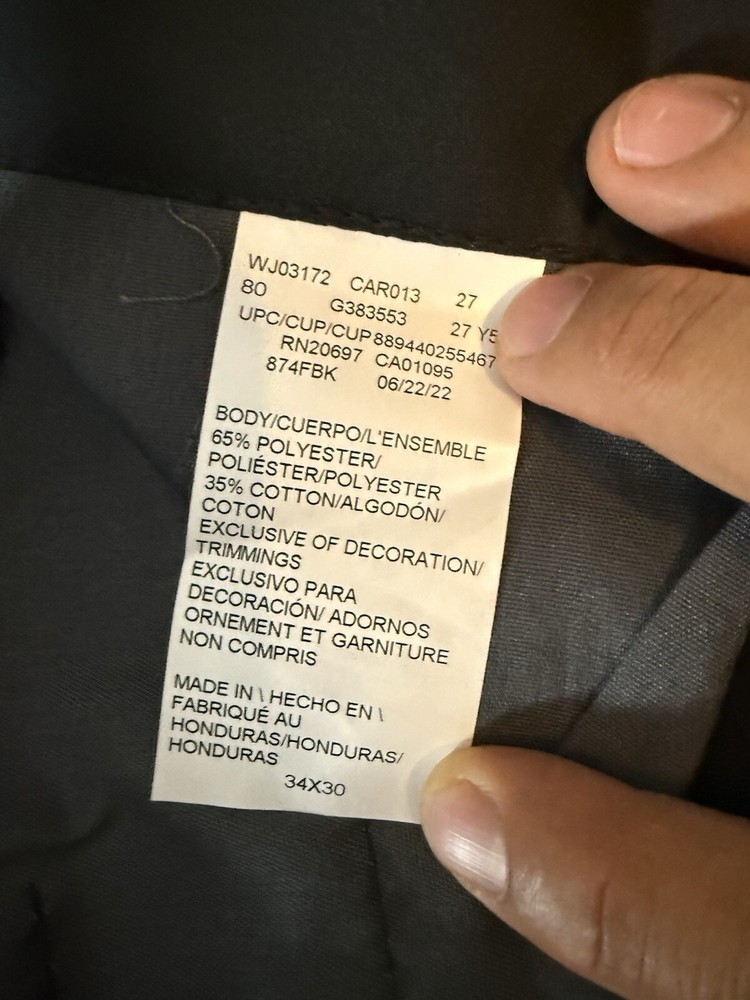 WJ03172 CAR013 27
80 G383553 27 Y5
UPC/CUP/CUP 889440255467
RN20697 CA01095
874FBK 06/22/22
BODY/CUERPO/L'ENSEMBLE
65% POLYESTER/
POLIÉSTER/POLYESTER
35% COTTON/ALGODÓN/
COTON
EXCLUSIVE OF DECORATION/
TRIMMINGS
EXCLUSIVO PARA
DECORACIÓN/ ADORNOS
ORNEMENT ET GARNITURE
NON COMPRIS
MADE IN \ HECHO EN \
FABRIQUÉ AU
HONDURAS/HONDURAS/
HONDURAS
34X30